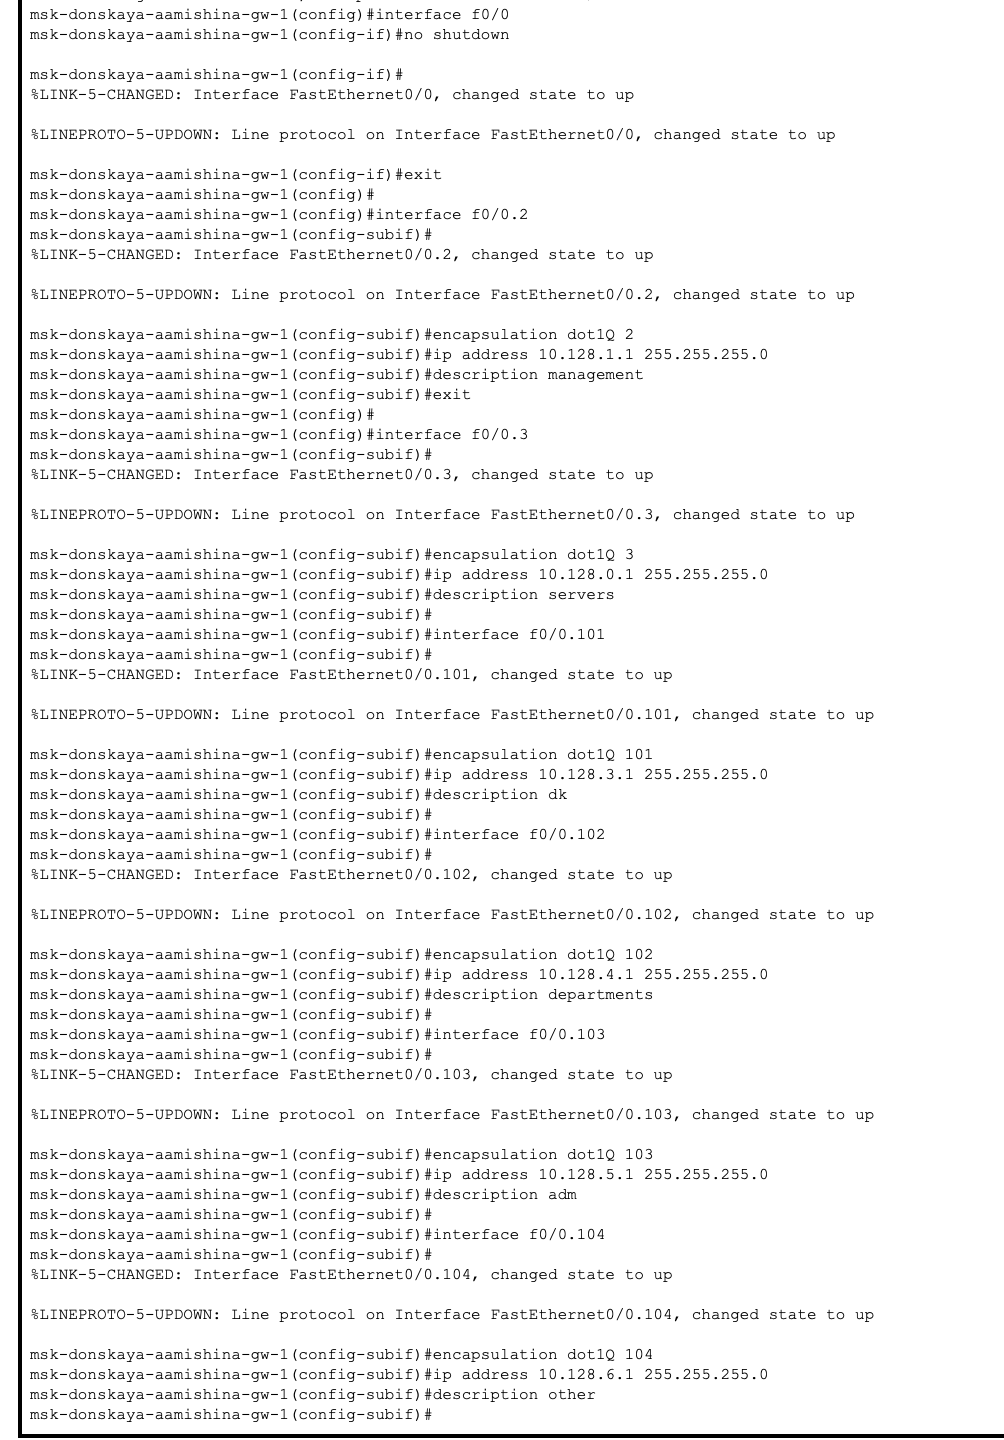 msk-donskaya-aamishina-gw-1(config)#interface f0/0
msk-donskaya-aamishina-gw-1(config-if)#no shutdown
msk-donskaya-aamishina-gw-1(config-if)#
%LINK-5-CHANGED: Interface FastEthernet0/0, changed state to up
%LINEPROTO-5-UPDOWN: Line protocol on Interface FastEthernet0/0, changed state to up
msk-donskaya-aamishina-gw-1(config-if)#exit
msk-donskaya-aamishina-gw-1(config)#
msk-donskaya-aamishina-gw-1(config)#interface f0/0.2
msk-donskaya-aamishina-gw-1(config-subif)#
%LINK-5-CHANGED: Interface FastEthernet0/0.2, changed state to up
%LINEPROTO-5-UPDOWN: Line protocol on Interface FastEthernet0/0.2, changed state to up
msk-donskaya-aamishina-gw-1(config-subif)#encapsulation dot1Q 2
msk-donskaya-aamishina-gw-1(config-subif)#ip address 10.128.1.1 255.255.255.0
msk-donskaya-aamishina-gw-1(config-subif)#description management
msk-donskaya-aamishina-gw-1(config-subif)#exit
msk-donskaya-aamishina-gw-1(config)#
msk-donskaya-aamishina-gw-1(config)#interface f0/0.3
msk-donskaya-aamishina-gw-1(config-subif)#
%LINK-5-CHANGED: Interface FastEthernet0/0.3, changed state to up
%LINEPROTO-5-UPDOWN: Line protocol on Interface FastEthernet0/0.3, changed state to up
msk-donskaya-aamishina-gw-1(config-subif)#encapsulation dot1Q 3
msk-donskaya-aamishina-gw-1(config-subif)#ip address 10.128.0.1 255.255.255.0
msk-donskaya-aamishina-gw-1(config-subif)#description servers
msk-donskaya-aamishina-gw-1(config-subif)#
msk-donskaya-aamishina-gw-1(config-subif)#interface f0/0.101
msk-donskaya-aamishina-gw-1(config-subif)#
%LINK-5-CHANGED: Interface FastEthernet0/0.101, changed state to up
%LINEPROTO-5-UPDOWN: Line protocol on Interface FastEthernet0/0.101, changed state to up
msk-donskaya-aamishina-gw-1(config-subif)#encapsulation dot1Q 101
msk-donskaya-aamishina-gw-1(config-subif)#ip address 10.128.3.1 255.255.255.0
msk-donskaya-aamishina-gw-1(config-subif)#description dk
msk-donskaya-aamishina-gw-1(config-subif)#
msk-donskaya-aamishina-gw-1(config-subif)#interface f0/0.102
msk-donskaya-aamishina-gw-1(config-subif)#
%LINK-5-CHANGED: Interface FastEthernet0/0.102, changed state to up
%LINEPROTO-5-UPDOWN: Line protocol on Interface FastEthernet0/0.102, changed state to up
msk-donskaya-aamishina-gw-1(config-subif)#encapsulation dot1Q 102
msk-donskaya-aamishina-gw-1(config-subif)#ip address 10.128.4.1 255.255.255.0
msk-donskaya-aamishina-gw-1(config-subif)#description departments
msk-donskaya-aamishina-gw-1(config-subif)#
msk-donskaya-aamishina-gw-1(config-subif)#interface f0/0.103
msk-donskaya-aamishina-gw-1(config-subif)#
%LINK-5-CHANGED: Interface FastEthernet0/0.103, changed state to up
%LINEPROTO-5-UPDOWN: Line protocol on Interface FastEthernet0/0.103, changed state to up
msk-donskaya-aamishina-gw-1(config-subif)#encapsulation dot1Q 103
msk-donskaya-aamishina-gw-1(config-subif)#ip address 10.128.5.1 255.255.255.0
msk-donskaya-aamishina-gw-1(config-subif)#description adm
msk-donskaya-aamishina-gw-1(config-subif)#
msk-donskaya-aamishina-gw-1(config-subif)#interface f0/0.104
msk-donskaya-aamishina-gw-1(config-subif)#
%LINK-5-CHANGED: Interface FastEthernet0/0.104, changed state to up
%LINEPROTO-5-UPDOWN: Line protocol on Interface FastEthernet0/0.104, changed state to up
msk-donskaya-aamishina-gw-1(config-subif)#encapsulation dot1Q 104
msk-donskaya-aamishina-gw-1(config-subif)#ip address 10.128.6.1 255.255.255.0
msk-donskaya-aamishina-gw-1(config-subif)#description other
msk-donskaya-aamishina-gw-1(config-subif)#